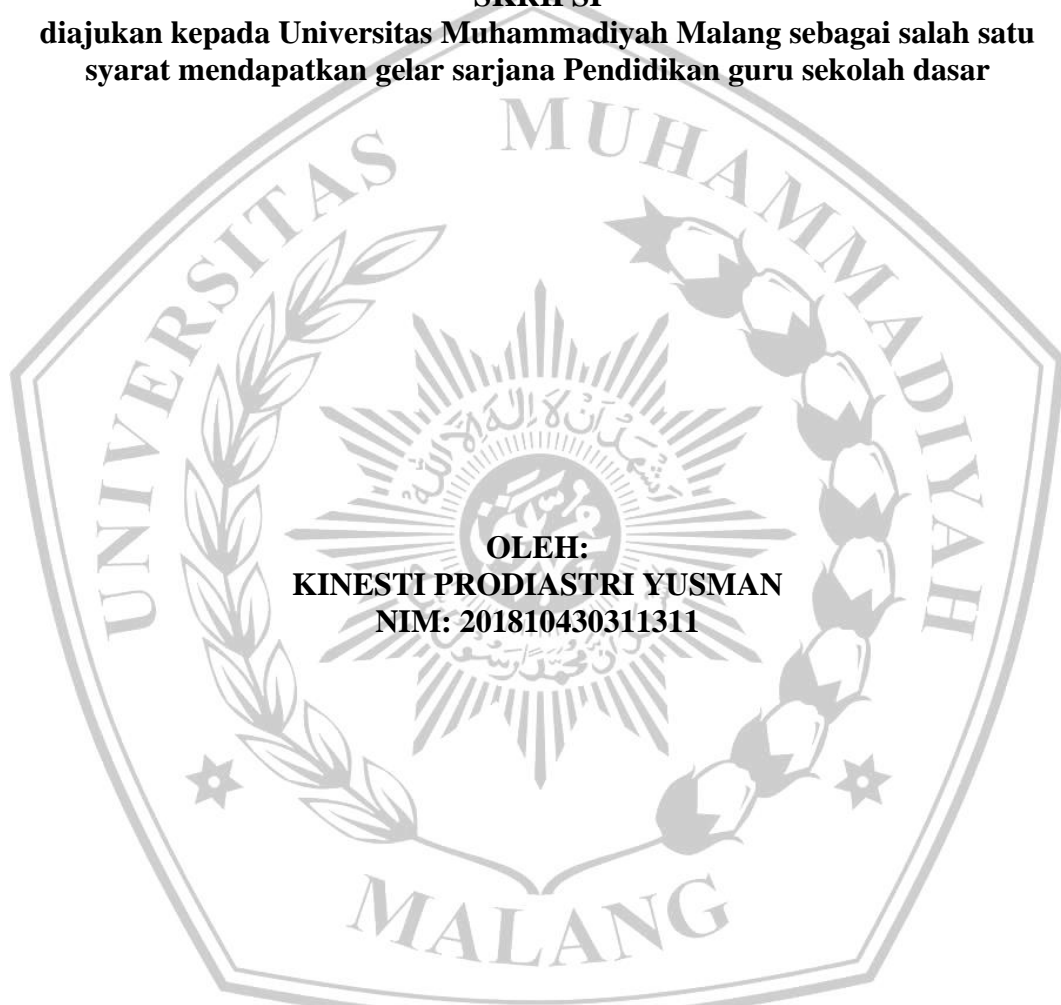 SKRIPSI
diajukan kepada Universitas Muhammadiyah Malang sebagai salah satu
syarat mendapatkan gelar sarjana Pendidikan guru sekolah dasar
UNIVERSITAS MUHAMMADIYAH
OLEH:
KINESTI PRODIASTRI YUSMAN
NIM: 201810430311311
MALANG